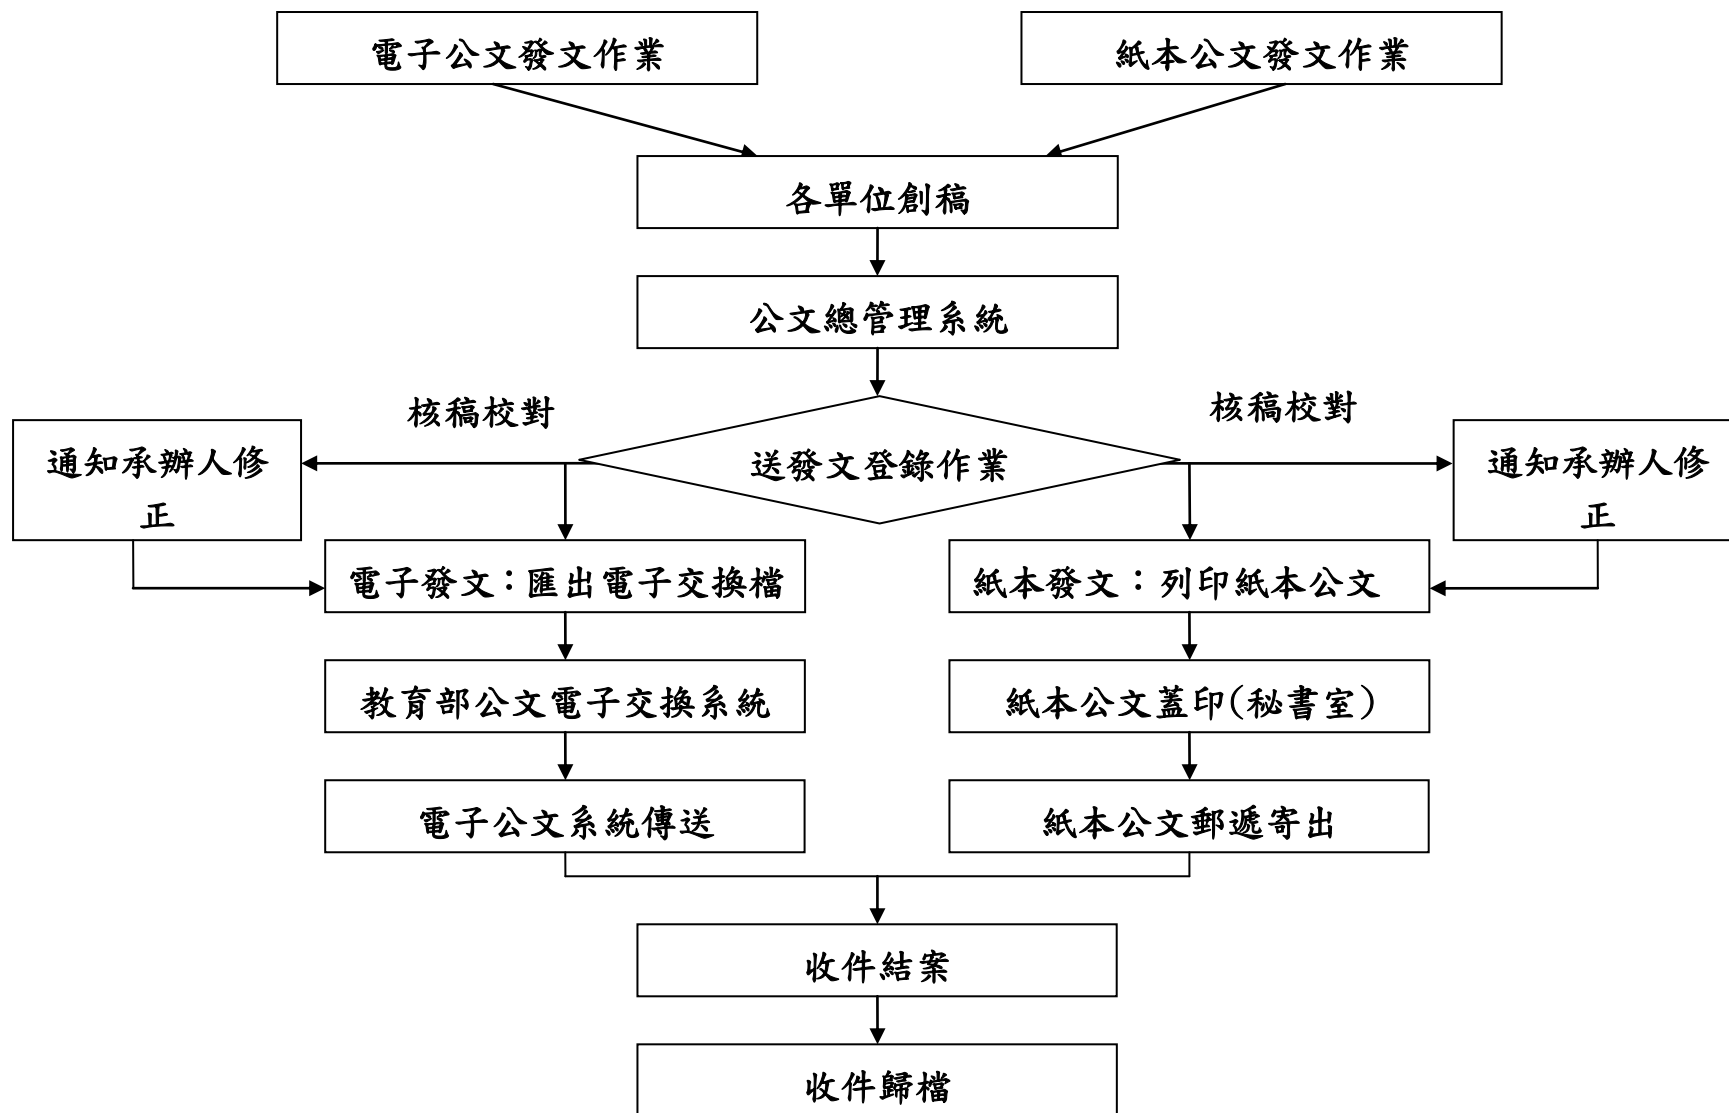 電子公文發文作業
紙本公文發文作業
各單位創稿
公文總管理系統
核稿校對
核稿校對
通知承辦人修
正
送發文登錄作業
通知承辦人修
正
電子發文：匯出電子交換檔
紙本發文：列印紙本公文
教育部公文電子交換系統
紙本公文蓋印(秘書室)
電子公文系統傳送
紙本公文郵遞寄出
收件結案
收件歸檔